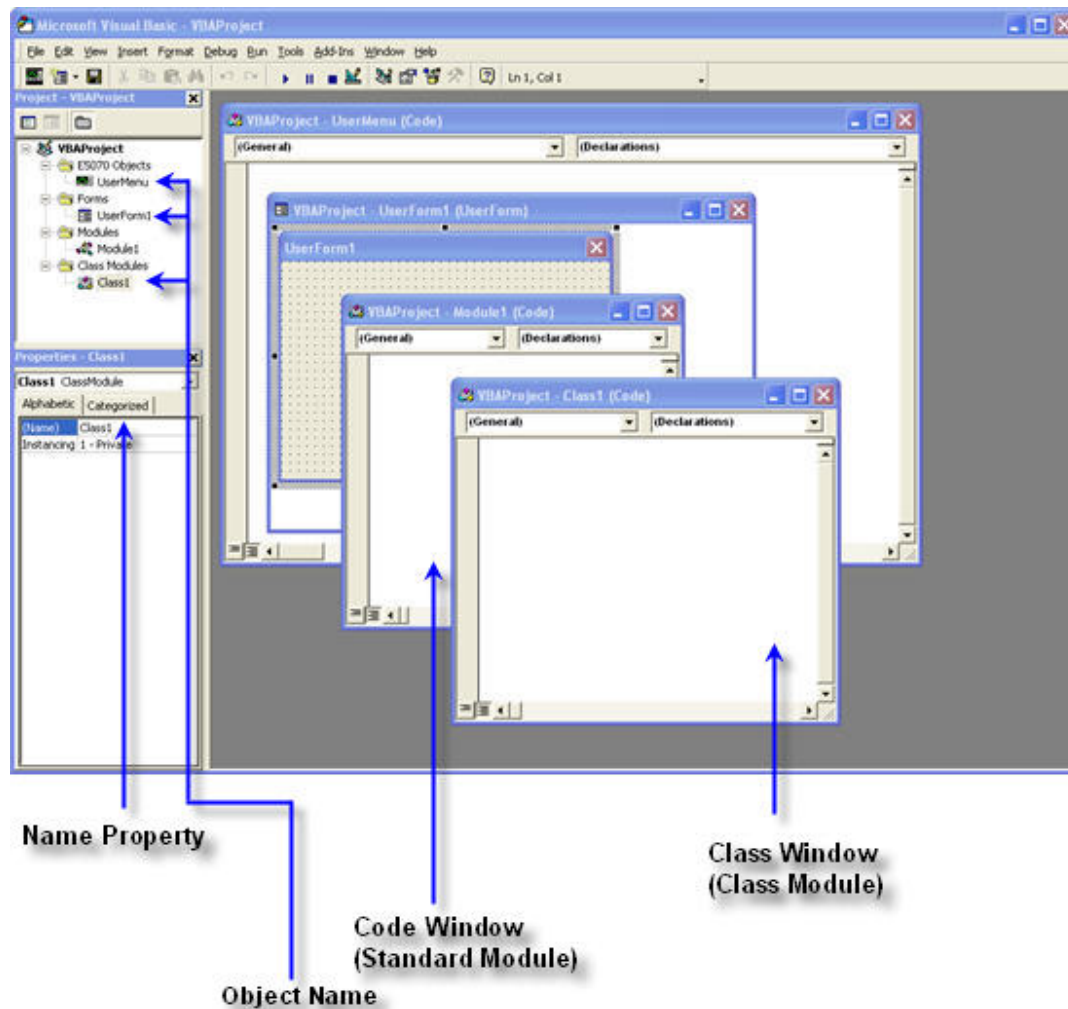 Microsoft Visual Basic - VBAProject
File Edit View Insert Format Debug Run Tools Add-Ins Window Help
Ln 1, Col 1
Project - VBAProject
VBAProject
ES070 Objects
UserMenu
Forms
UserForm1
Modules
Module1
Class Modules
Class1
Properties - Class1
Class1 ClassModule
Alphabetic Categorized
(Name) Class1
Instancing 1 - Private
VBAProject - UserMenu (Code)
(General) (Declarations)
VBAProject - UserForm1 (UserForm)
UserForm1
VBAProject - Module1 (Code)
(General) (Declarations)
VBAProject - Class1 (Code)
(General) (Declarations)
Name Property
Class Window
(Class Module)
Code Window
(Standard Module)
Object Name